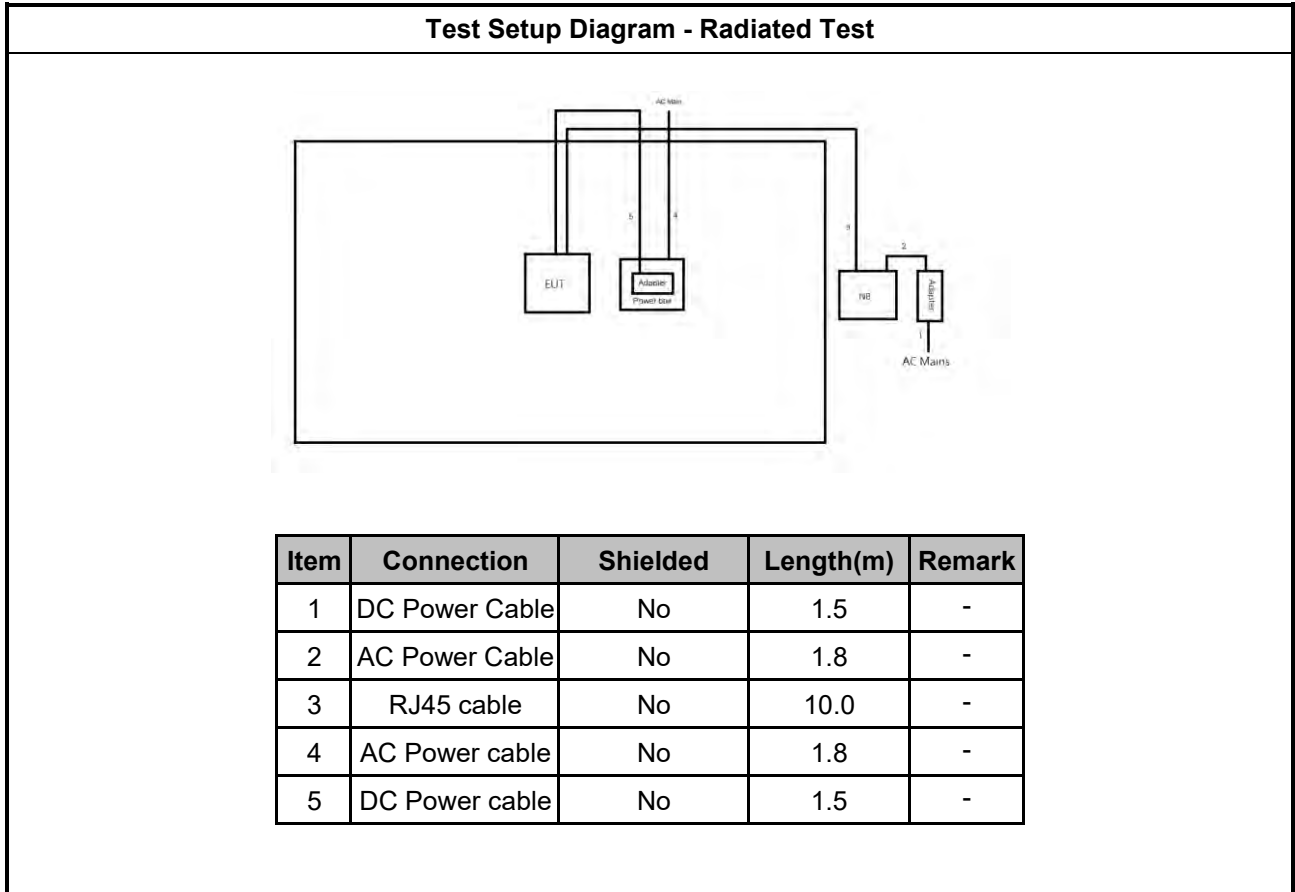 Test Setup Diagram - Radiated Test
AC Main
5
4
3
2
EUT
Adapter
Power box
NB
Adapter
1
AC Mains
Item Connection Shielded Length(m) Remark
1 DC Power Cable No 1.5 -
2 AC Power Cable No 1.8 -
3 RJ45 cable No 10.0 -
4 AC Power cable No 1.8 -
5 DC Power cable No 1.5 -